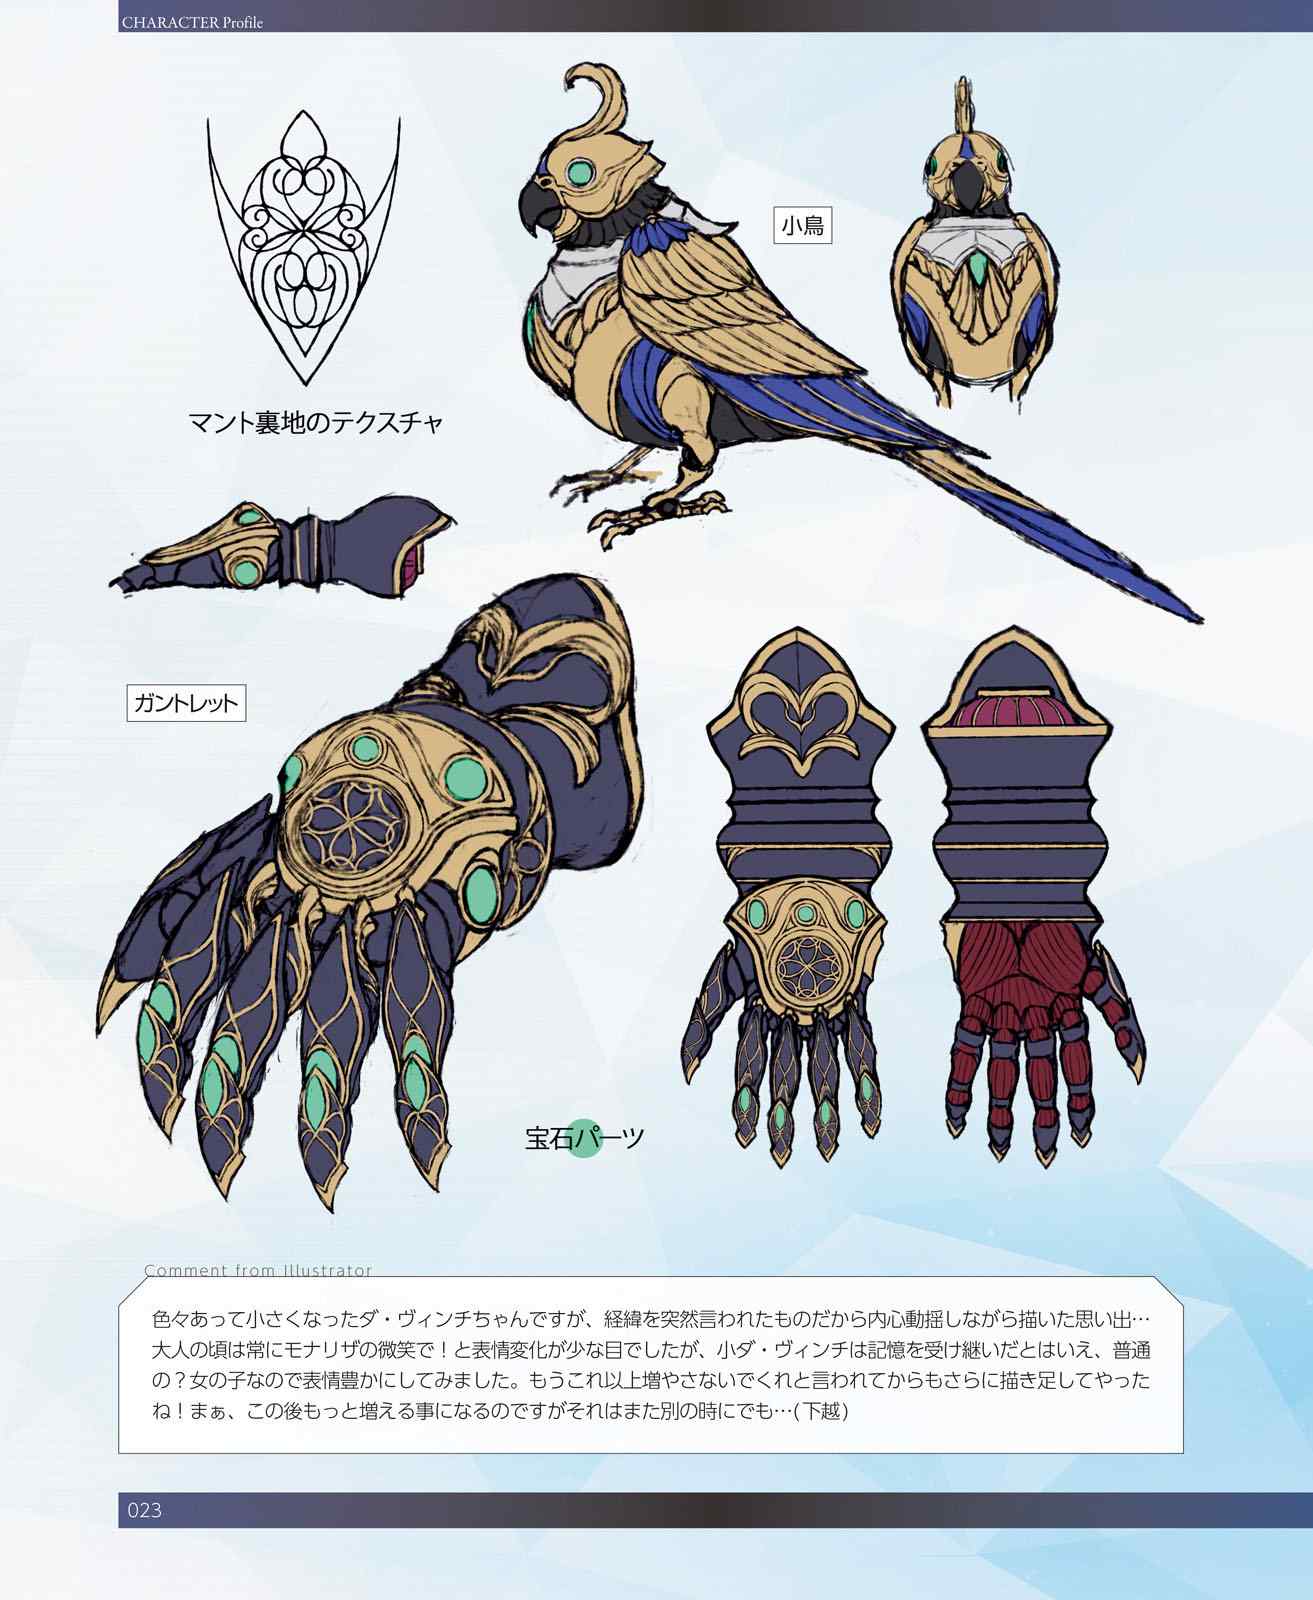 CHARACTER Profile
小鳥
マント裏地のテクスチャ
ガントレット
宝石パーツ
Comment from Illustrator
色々あって小さくなったダ・ヴィンチちゃんですが、経緯を突然言われたものだから内心動揺しながら描いた思い出…
大人の頃は常にモナリザの微笑で！と表情変化が少な目でしたが、小ダ・ヴィンチは記憶を受け継いだとはいえ、普通
の？女の子なので表情豊かにしてみました。もうこれ以上増やさないでくれと言われてからもさらに描き足してやった
ね！まぁ、この後もっと増える事になるのですがそれはまた別の時にでも…(下越)
023